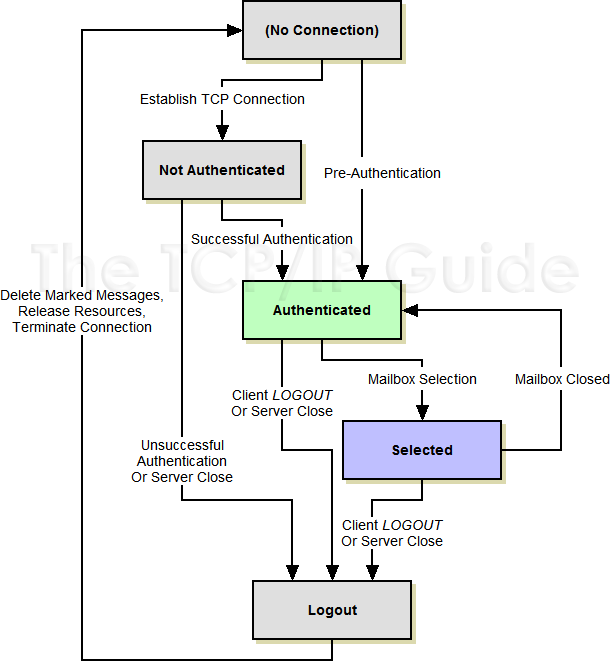 (No Connection)
Establish TCP Connection
Not Authenticated
Pre-Authentication
Successful Authentication
The TCP/IP Guide
Delete Marked Messages,
Release Resources,
Terminate Connection
Authenticated
Client LOGOUT
Or Server Close
Mailbox Selection
Mailbox Closed
Unsuccessful
Authentication
Or Server Close
Selected
Client LOGOUT
Or Server Close
Logout